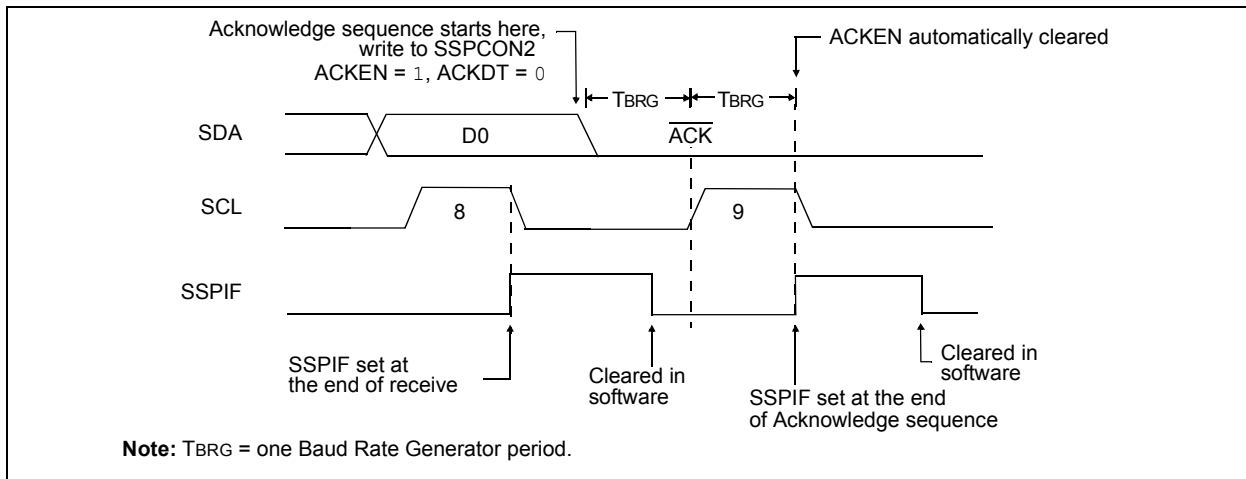 Acknowledge sequence starts here,
write to SSPCON2
ACKEN = 1, ACKDT = 0
ACKEN automatically cleared
TBRG
TBRG
SDA
D0
ACK
SCL
8
9
SSPIF
SSPIF set at
the end of receive
Cleared in
software
SSPIF set at the end
of Acknowledge sequence
Cleared in
software
Note: TBRG = one Baud Rate Generator period.